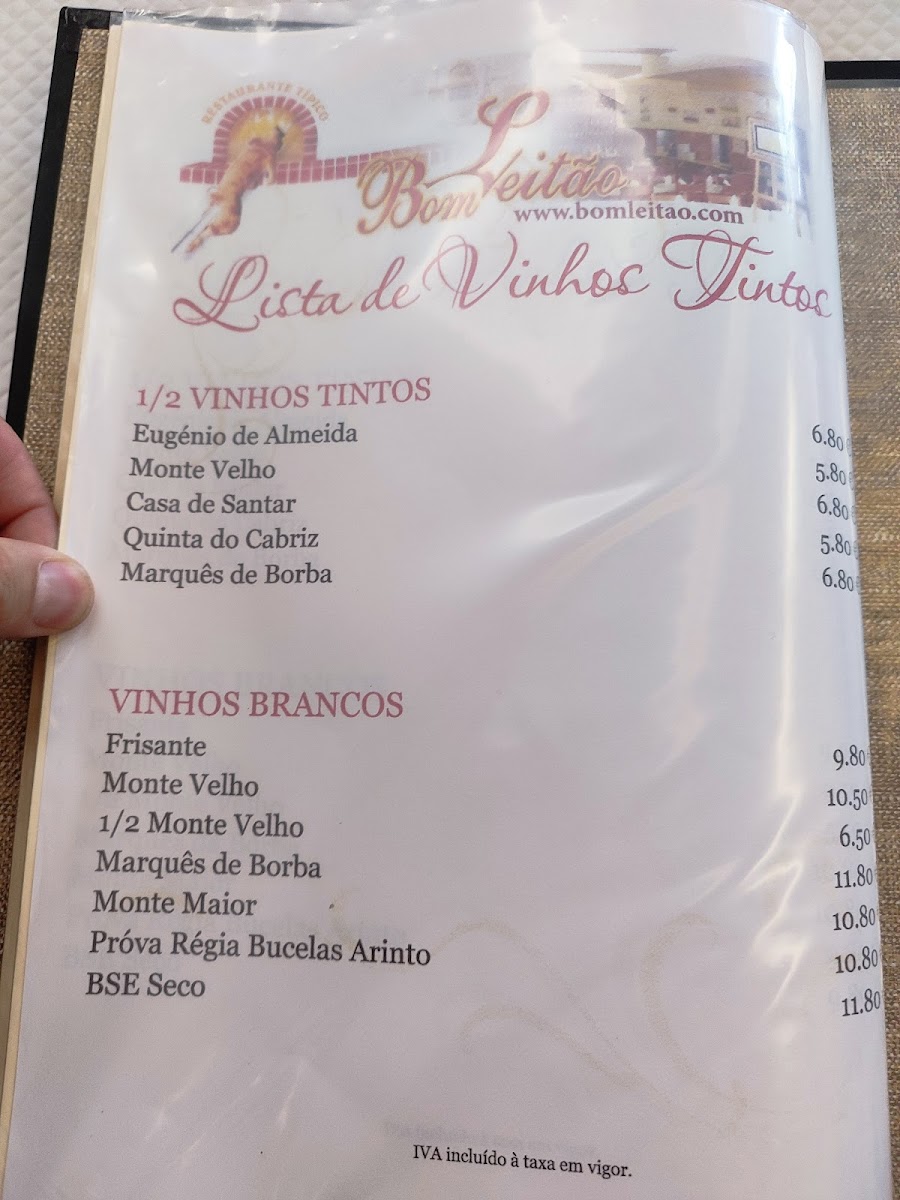 RESTAURANTE TÍPICO
Bom Leitão
www.bomleitao.com
Lista de Vinhos Tintos
1/2 VINHOS TINTOS
Eugénio de Almeida 6.80 €
Monte Velho 5.80 €
Casa de Santar 6.80 €
Quinta do Cabriz 5.80 €
Marquês de Borba 6.80 €
VINHOS BRANCOS
Frisante 9.80
Monte Velho 10.50
1/2 Monte Velho 6.50
Marquês de Borba 11.80
Monte Maior 10.80
Próva Régia Bucelas Arinto 10.80
BSE Seco 11.80
IVA incluído à taxa em vigor.